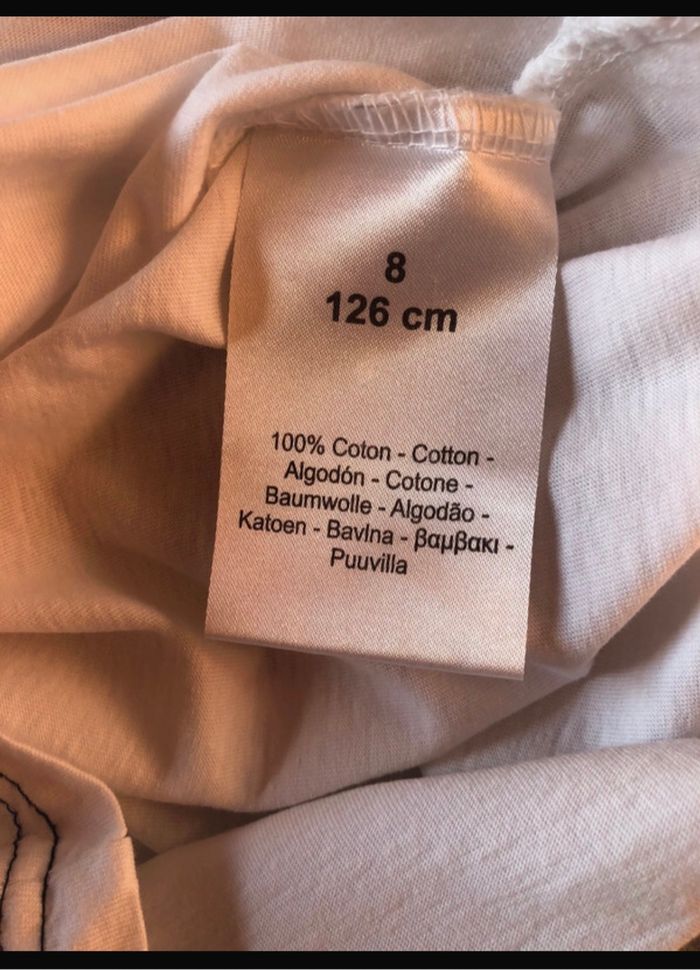 8
126 cm
100% Coton - Cotton -
Algodón - Cotone -
Baumwolle - Algodão -
Katoen - Bavlna - βαμβακι -
Puuvilla